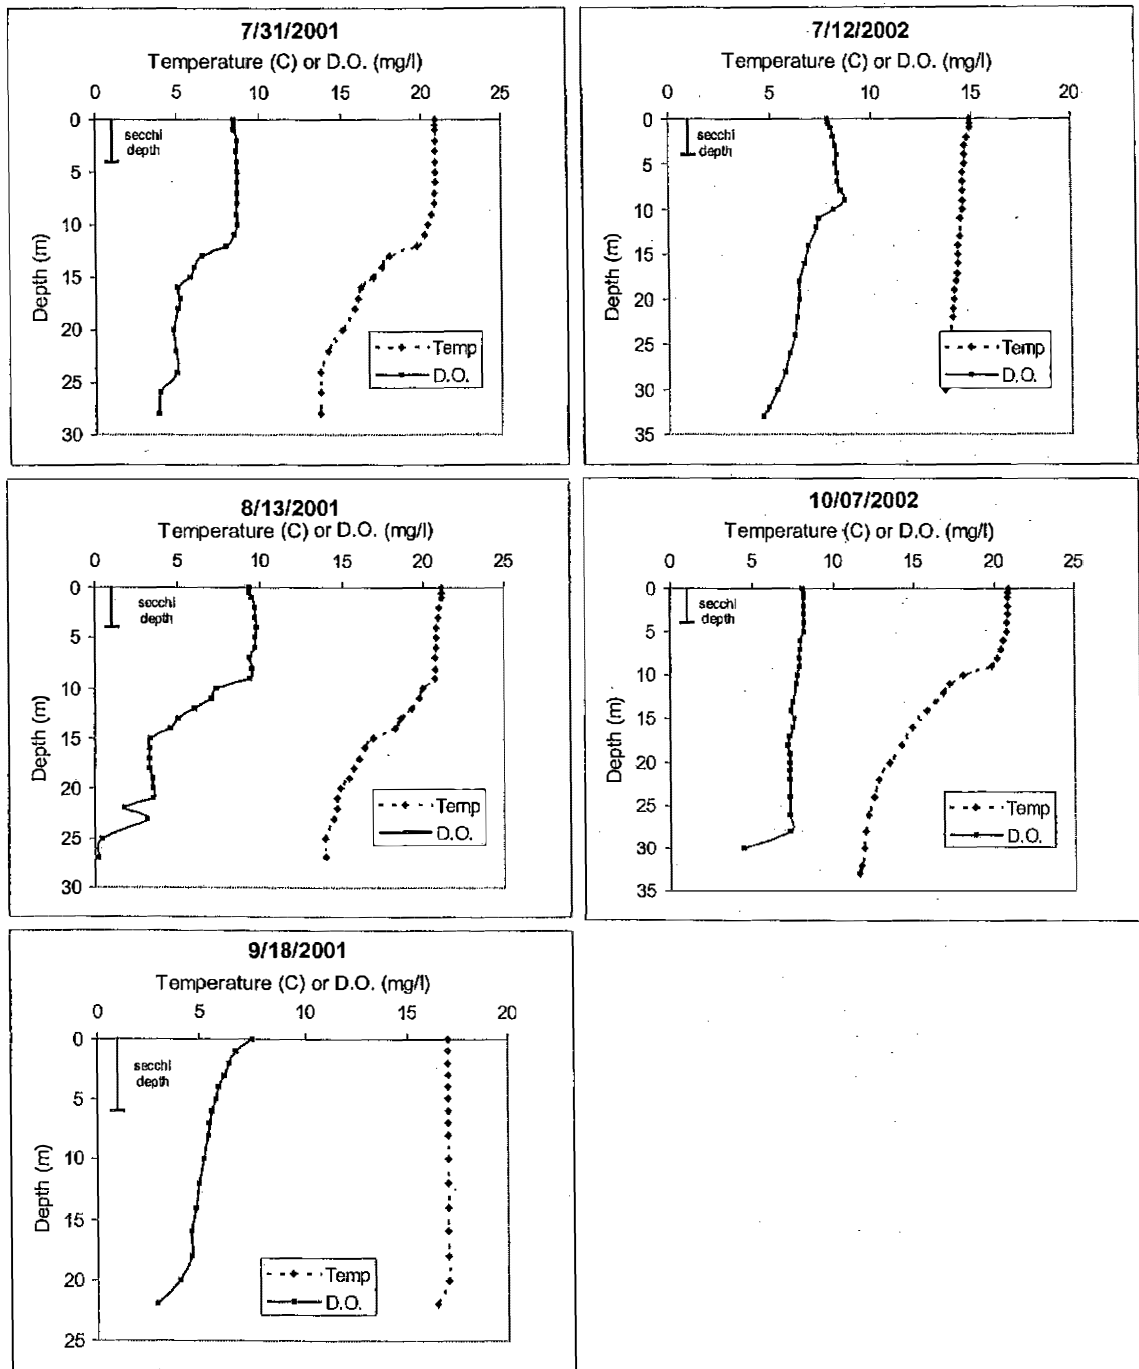 7/31/2001
Temperature (C) or D.O. (mg/l)
0 5 10 15 20 25
0
5
10
15
20
25
30
Depth (m)
secchi
depth
Temp
D.O.
7/12/2002
Temperature (C) or D.O. (mg/l)
0 5 10 15 20
0
5
10
15
20
25
30
35
Depth (m)
secchi
depth
Temp
D.O.
8/13/2001
Temperature (C) or D.O. (mg/l)
0 5 10 15 20 25
0
5
10
15
20
25
30
Depth (m)
secchi
depth
Temp
D.O.
10/07/2002
Temperature (C) or D.O. (mg/l)
0 5 10 15 20 25
0
5
10
15
20
25
30
35
Depth (m)
secchi
depth
Temp
D.O.
9/18/2001
Temperature (C) or D.O. (mg/l)
0 5 10 15 20
0
5
10
15
20
25
Depth (m)
secchi
depth
Temp
D.O.